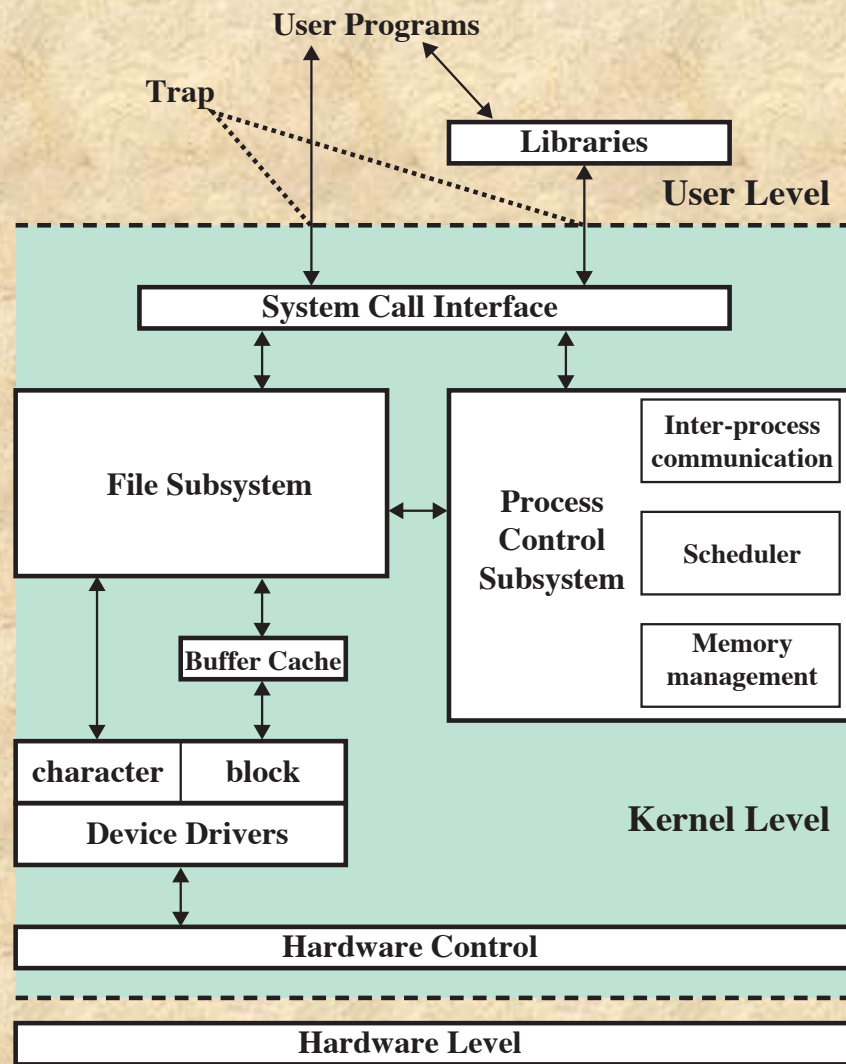 User Programs
Trap
Libraries
User Level
System Call Interface
File Subsystem
Process
Control
Subsystem
Inter-process
communication
Scheduler
Memory
management
Buffer Cache
character
block
Device Drivers
Kernel Level
Hardware Control
Hardware Level